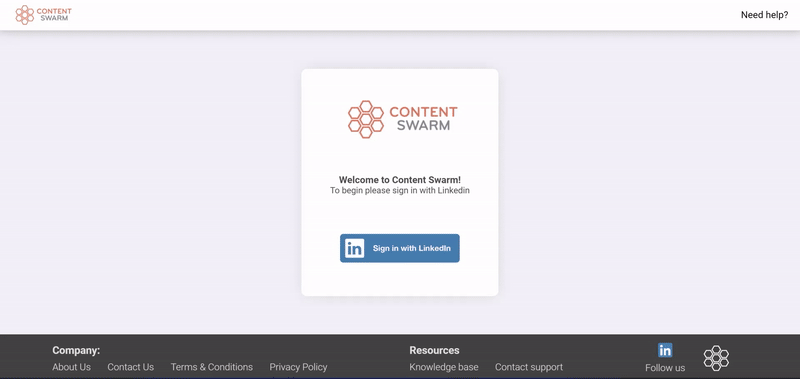 CONTENT
SWARM
Need help?
CONTENT
SWARM
Welcome to Content Swarm!
To begin please sign in with Linkedin
in Sign in with LinkedIn
Company:
About Us Contact Us Terms & Conditions Privacy Policy
Resources
Knowledge base Contact support
in
Follow us